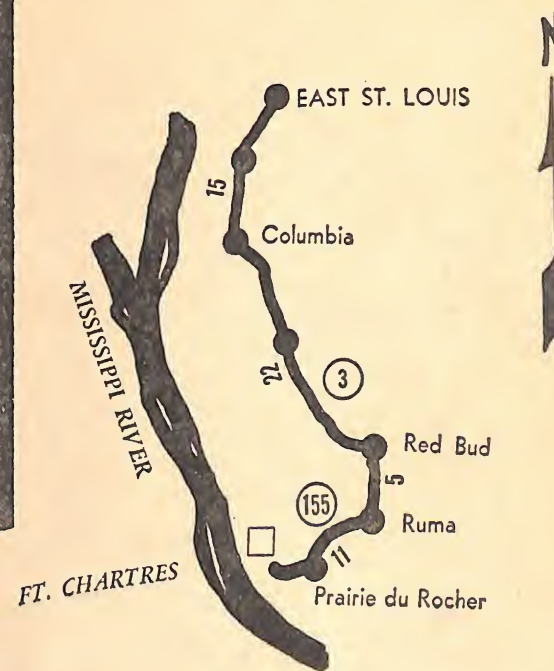 N
EAST ST. LOUIS
15
Columbia
MISSISSIPPI RIVER
22
3
Red Bud
5
155
Ruma
11
FT. CHARTRES
Prairie du Rocher